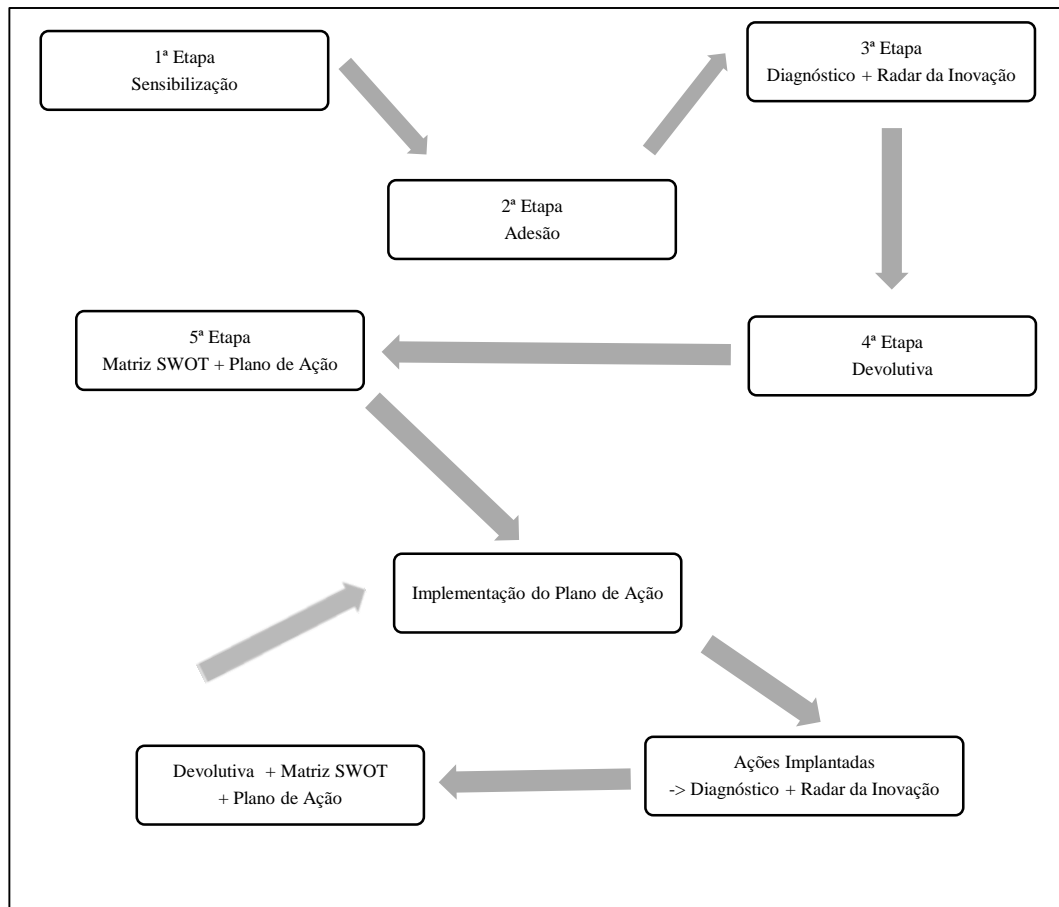 1ª Etapa
Sensibilização
2ª Etapa
Adesão
3ª Etapa
Diagnóstico + Radar da Inovação
4ª Etapa
Devolutiva
5ª Etapa
Matriz SWOT + Plano de Ação
Implementação do Plano de Ação
Ações Implantadas
-> Diagnóstico + Radar da Inovação
Devolutiva + Matriz SWOT
+ Plano de Ação